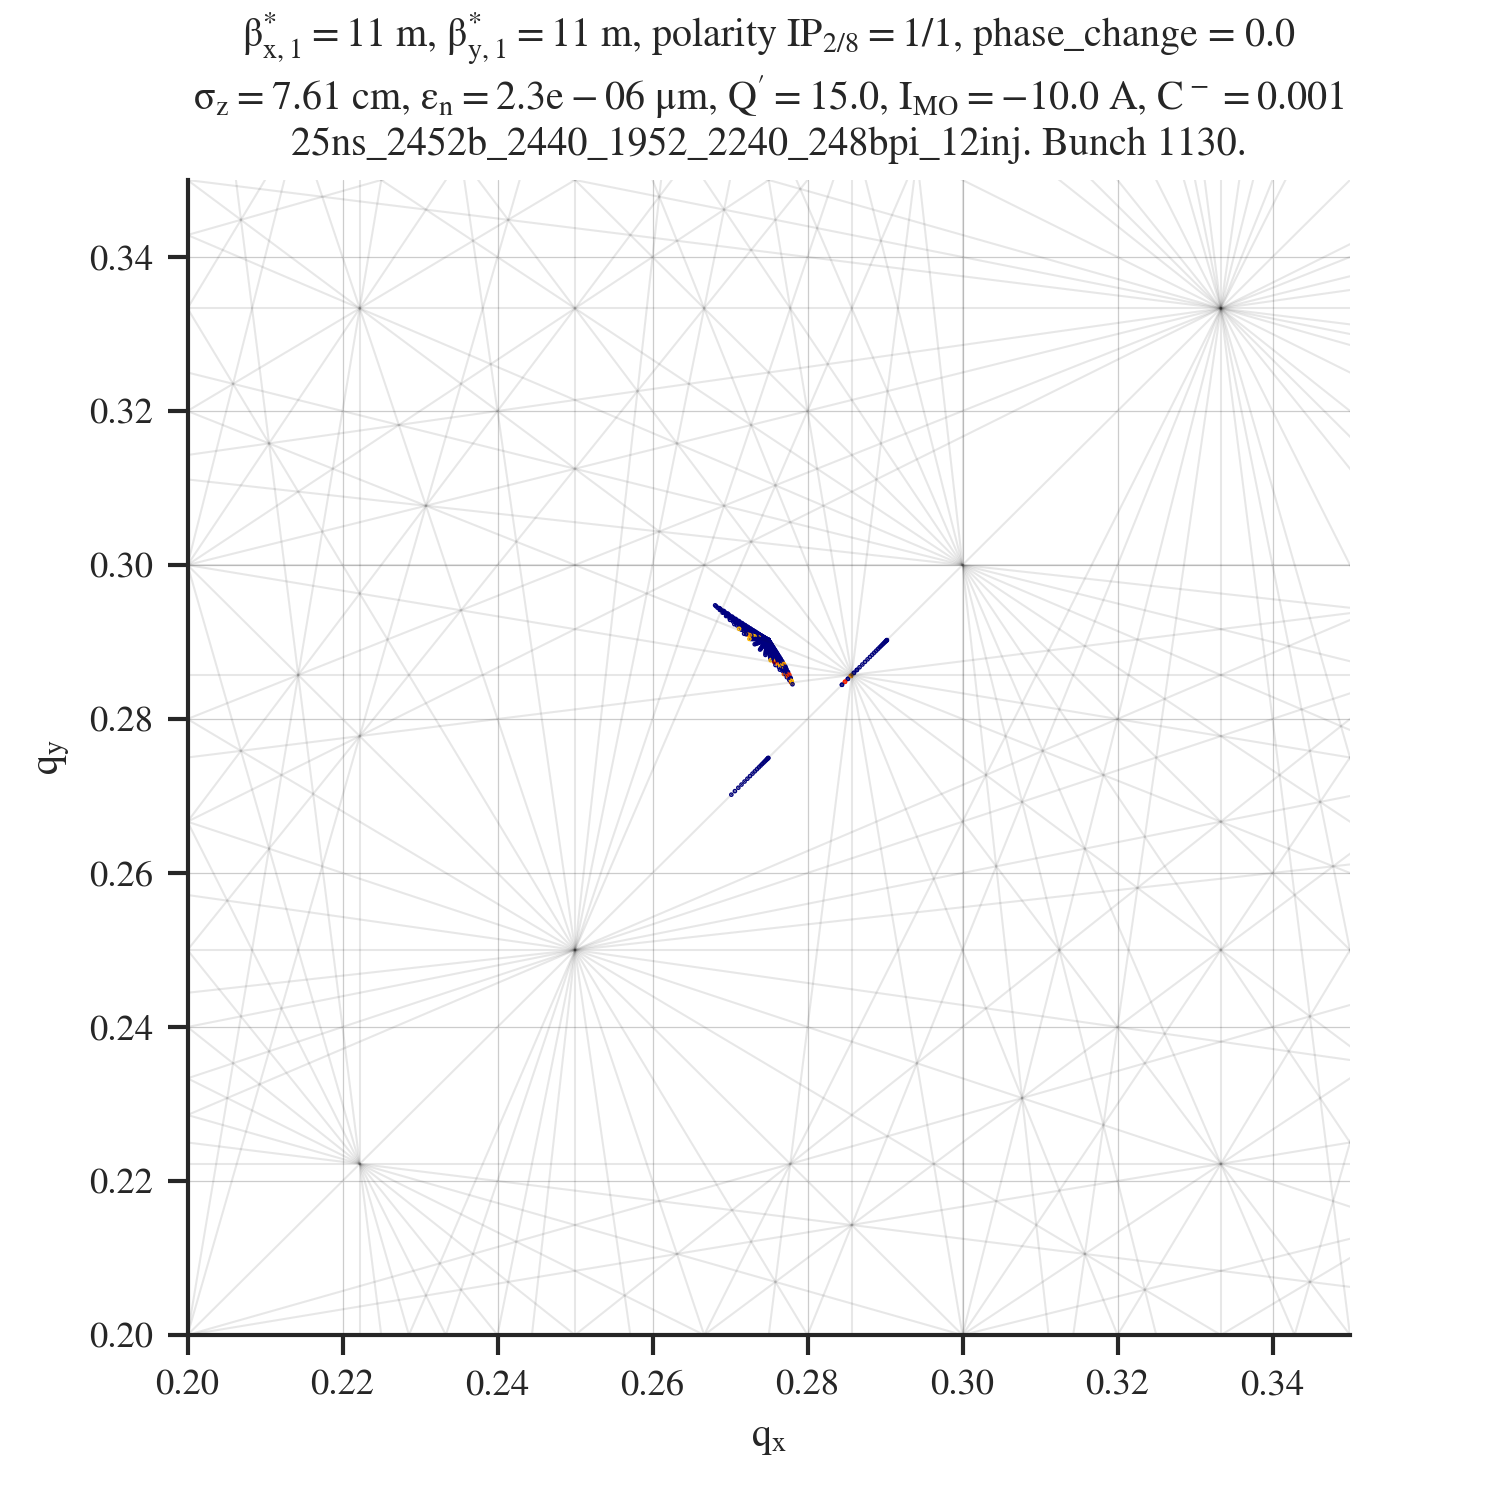 β*x, 1 = 11 m, β*y, 1 = 11 m, polarity IP2/8 = 1/1, phase_change = 0.0
σz = 7.61 cm, εn = 2.3e − 06 μm, Q′ = 15.0, IMO = −10.0 A, C− = 0.001
25ns_2452b_2440_1952_2240_248bpi_12inj. Bunch 1130.
0.34
0.32
0.30
0.28
0.26
0.24
0.22
0.20
qy
0.20 0.22 0.24 0.26 0.28 0.30 0.32 0.34
qx